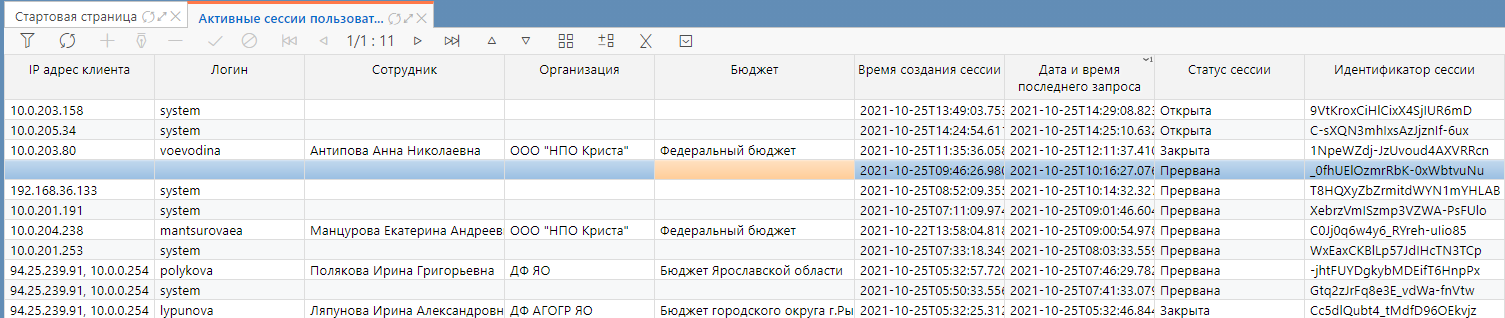 Стартовая страница
Активные сессии пользоват...
1/1 : 11
IP адрес клиента Логин Сотрудник Организация Бюджет Время создания сессии Дата и время последнего запроса Статус сессии Идентификатор сессии
10.0.203.158 system 2021-10-25T13:49:03.753 2021-10-25T14:29:08.823 Открыта 9VtKroxCiHlCixX4SjIUR6mD
10.0.205.34 system 2021-10-25T14:24:54.617 2021-10-25T14:25:10.632 Открыта C-sXQN3mhIxsAzJjznIf-6ux
10.0.203.80 voevodina Антипова Анна Николаевна ООО "НПО Криста" Федеральный бюджет 2021-10-25T11:35:36.058 2021-10-25T12:11:37.410 Закрыта 1NpeWZdj-JzUvoud4AXVRRcn
2021-10-25T09:46:26.980 2021-10-25T10:16:27.076 Прервана _0fhUElOzmrRbK-0xWbtvuNu
192.168.36.133 system 2021-10-25T08:52:09.355 2021-10-25T10:14:32.327 Прервана T8HQXyZbZrmitdWYN1mYHLAB
10.0.201.191 system 2021-10-25T07:11:09.974 2021-10-25T09:01:46.604 Прервана XebrzVmISzmp3VZWA-PsFUlo
10.0.204.238 mantsurovaea Манцурова Екатерина Андреев ООО "НПО Криста" Федеральный бюджет 2021-10-22T13:58:04.818 2021-10-25T09:00:54.978 Прервана C0Jj0q6w4y6_RYreh-uIio85
10.0.201.253 system 2021-10-25T07:33:18.349 2021-10-25T08:03:33.559 Прервана WxEaxCKBlLp57JdIHcTN3TCp
94.25.239.91, 10.0.0.254 polykova Полякова Ирина Григорьевна ДФ ЯО Бюджет Ярославской области 2021-10-25T05:32:57.720 2021-10-25T07:46:29.782 Прервана -jhtFUYDgkybMDEifT6HnpPx
94.25.239.91, 10.0.0.254 system 2021-10-25T05:50:33.556 2021-10-25T07:41:33.079 Прервана Gtq2zJrFq8e3E_vdWa-fnVtw
94.25.239.91, 10.0.0.254 lypunova Ляпунова Ирина Александровн ДФ АГОГР ЯО Бюджет городского округа г.Ры 2021-10-25T05:32:25.312 2021-10-25T05:32:46.844 Закрыта Cc5dlQubt4_tMdfD96OEkvjz